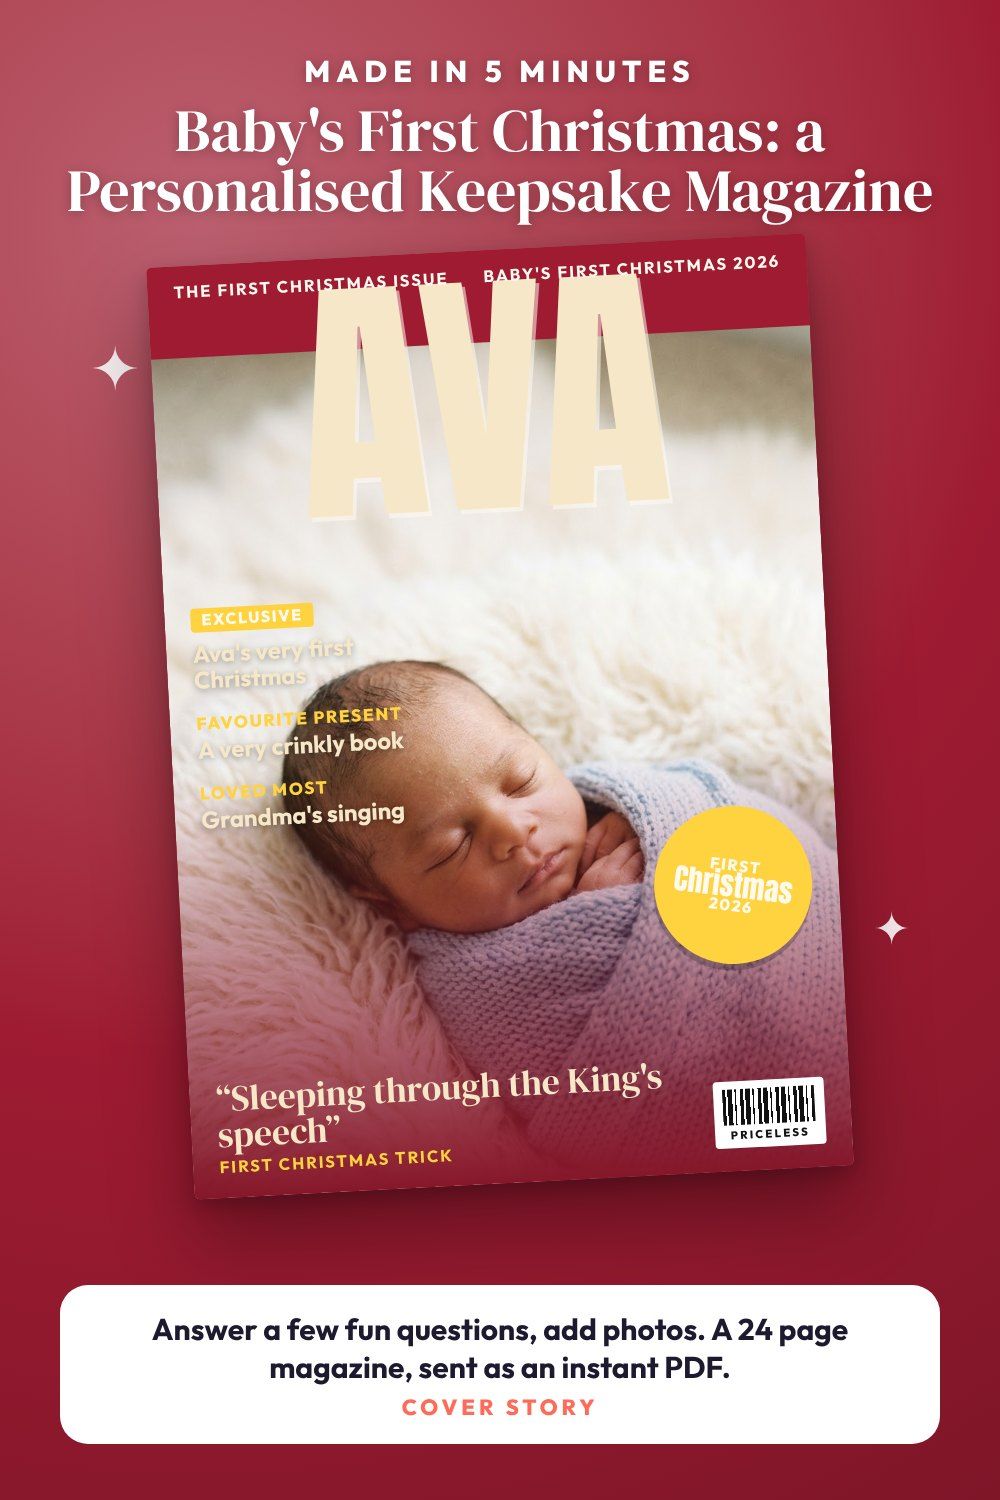 MADE IN 5 MINUTES
Baby's First Christmas: a
Personalised Keepsake Magazine
THE FIRST CHRISTMAS ISSUE
BABY'S FIRST CHRISTMAS 2026
AVA
EXCLUSIVE
Ava's very first
Christmas
FAVOURITE PRESENT
A very crinkly book
LOVED MOST
Grandma's singing
FIRST
Christmas
2026
“Sleeping through the King's
speech”
FIRST CHRISTMAS TRICK
PRICELESS
Answer a few fun questions, add photos. A 24 page
magazine, sent as an instant PDF.
COVER STORY